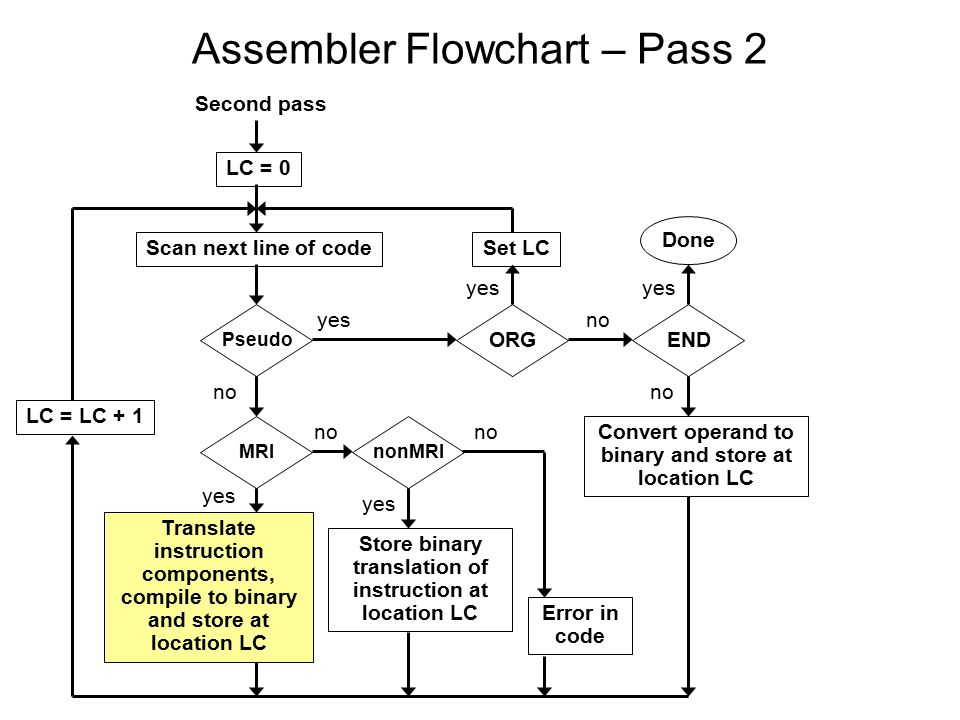 Assembler Flowchart – Pass 2
Second pass
LC = 0
Scan next line of code
Set LC
Done
yes
yes
yes
no
Pseudo
ORG
END
no
no
LC = LC + 1
no
no
MRI
nonMRI
Convert operand to
binary and store at
location LC
yes
yes
Translate
instruction
components,
compile to binary
and store at
location LC
Store binary
translation of
instruction at
location LC
Error in
code